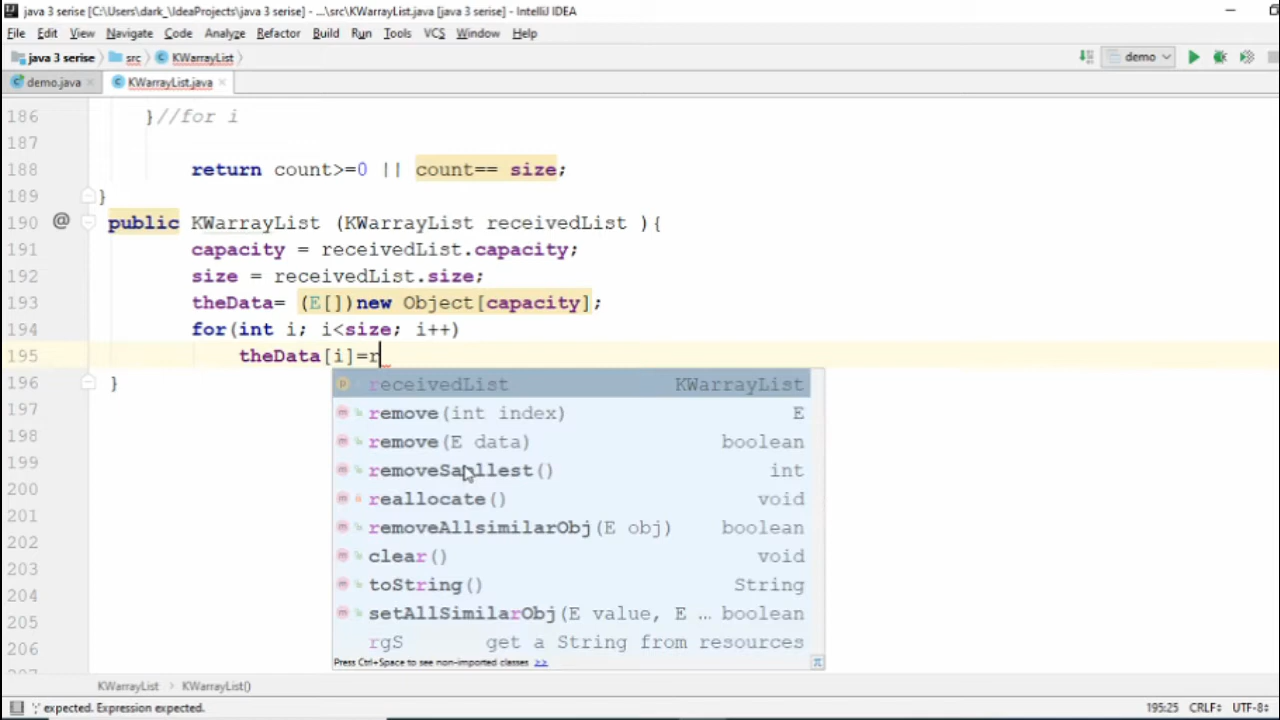 java 3 serise [C:\Users\dark_\IdeaProjects\java 3 serise] - ...\src\KWarrayList.java [java 3 serise] - IntelliJ IDEA
File Edit View Navigate Code Analyze Refactor Build Run Tools VCS Window Help
java 3 serise src KWarrayList demo
demo.java KWarrayList.java
186 }//for i
187
188 return count>=0 || count== size;
189 }
190 @ public KWarrayList (KWarrayList receivedList ){
191 capacity = receivedList.capacity;
192 size = receivedList.size;
193 theData= (E[])new Object[capacity];
194 for(int i; i<size; i++)
195 theData[i]=r
196 }
197
198
199
200
201
202
203
204
205
206
receivedList KWarrayList
remove(int index) E
remove(E data) boolean
removeSmallest() int
reallocate() void
removeAllsimilarObj(E obj) boolean
clear() void
toString() String
setAllSimilarObj(E value, E … boolean
rgS get a String from resources
Press Ctrl+Space to see non-imported classes >>
KWarrayList > KWarrayList()
';' expected. Expression expected. 195:25 CRLF UTF-8